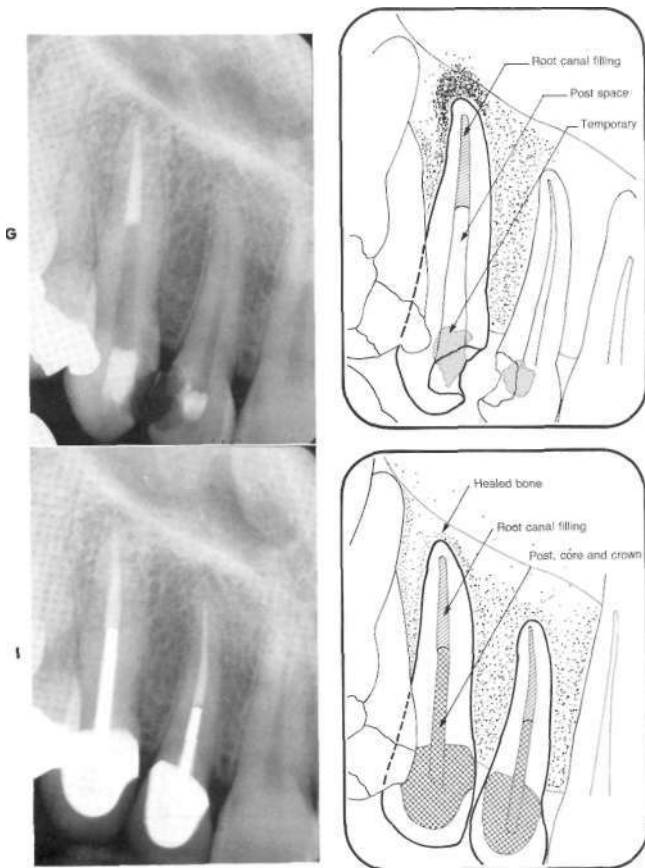 Root canal filling
Post space
Temporary
G
Healed bone
Root canal filling
Post, core and crown